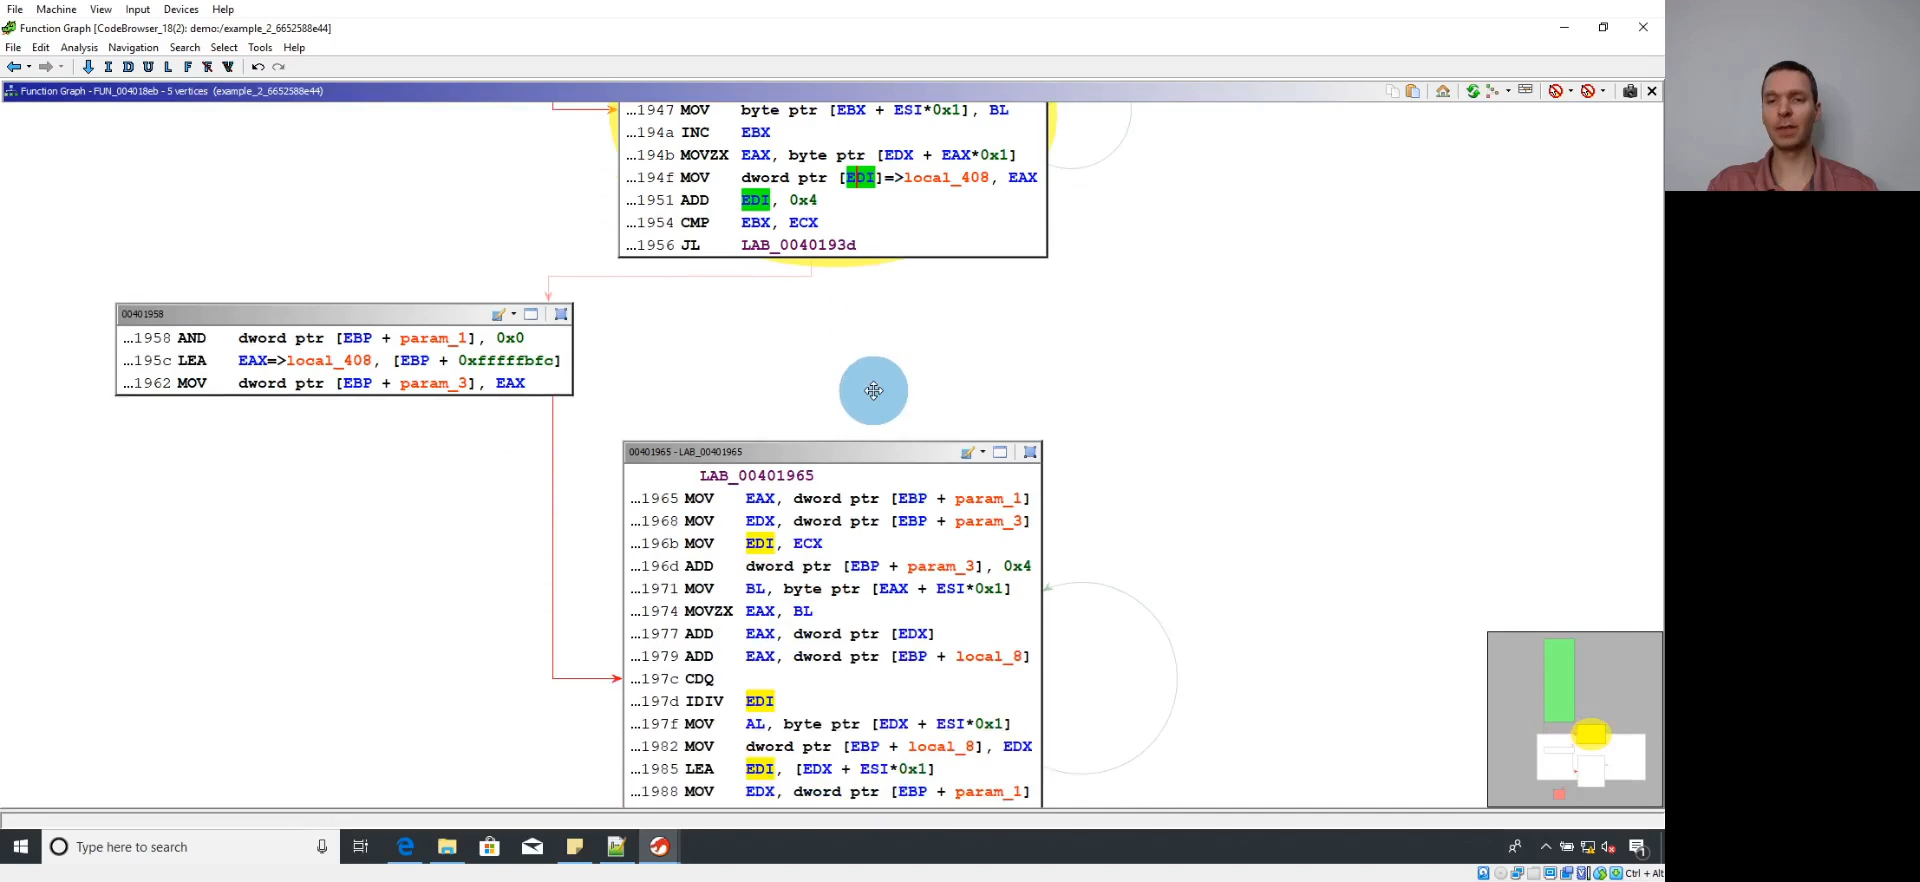 File Machine View Input Devices Help
Function Graph [CodeBrowser_18(2): demo:/example_2_6652588e44]
File Edit Analysis Navigation Search Select Tools Help
I D U L F
Function Graph - FUN_004018eb - 5 vertices (example_2_6652588e44)
...1947 MOV byte ptr [EBX + ESI*0x1], BL
...194a INC EBX
...194b MOVZX EAX, byte ptr [EDX + EAX*0x1]
...194f MOV dword ptr [EDI]=>local_408, EAX
...1951 ADD EDI, 0x4
...1954 CMP EBX, ECX
...1956 JL LAB_0040193d
00401958
...1958 AND dword ptr [EBP + param_1], 0x0
...195c LEA EAX=>local_408, [EBP + 0xfffffbfc]
...1962 MOV dword ptr [EBP + param_3], EAX
00401965 - LAB_00401965
LAB_00401965
...1965 MOV EAX, dword ptr [EBP + param_1]
...1968 MOV EDX, dword ptr [EBP + param_3]
...196b MOV EDI, ECX
...196d ADD dword ptr [EBP + param_3], 0x4
...1971 MOV BL, byte ptr [EAX + ESI*0x1]
...1974 MOVZX EAX, BL
...1977 ADD EAX, dword ptr [EDX]
...1979 ADD EAX, dword ptr [EBP + local_8]
...197c CDQ
...197d IDIV EDI
...197f MOV AL, byte ptr [EDX + ESI*0x1]
...1982 MOV dword ptr [EBP + local_8], EDX
...1985 LEA EDI, [EDX + ESI*0x1]
...1988 MOV EDX, dword ptr [EBP + param_1]
Type here to search
1
Ctrl + Alt